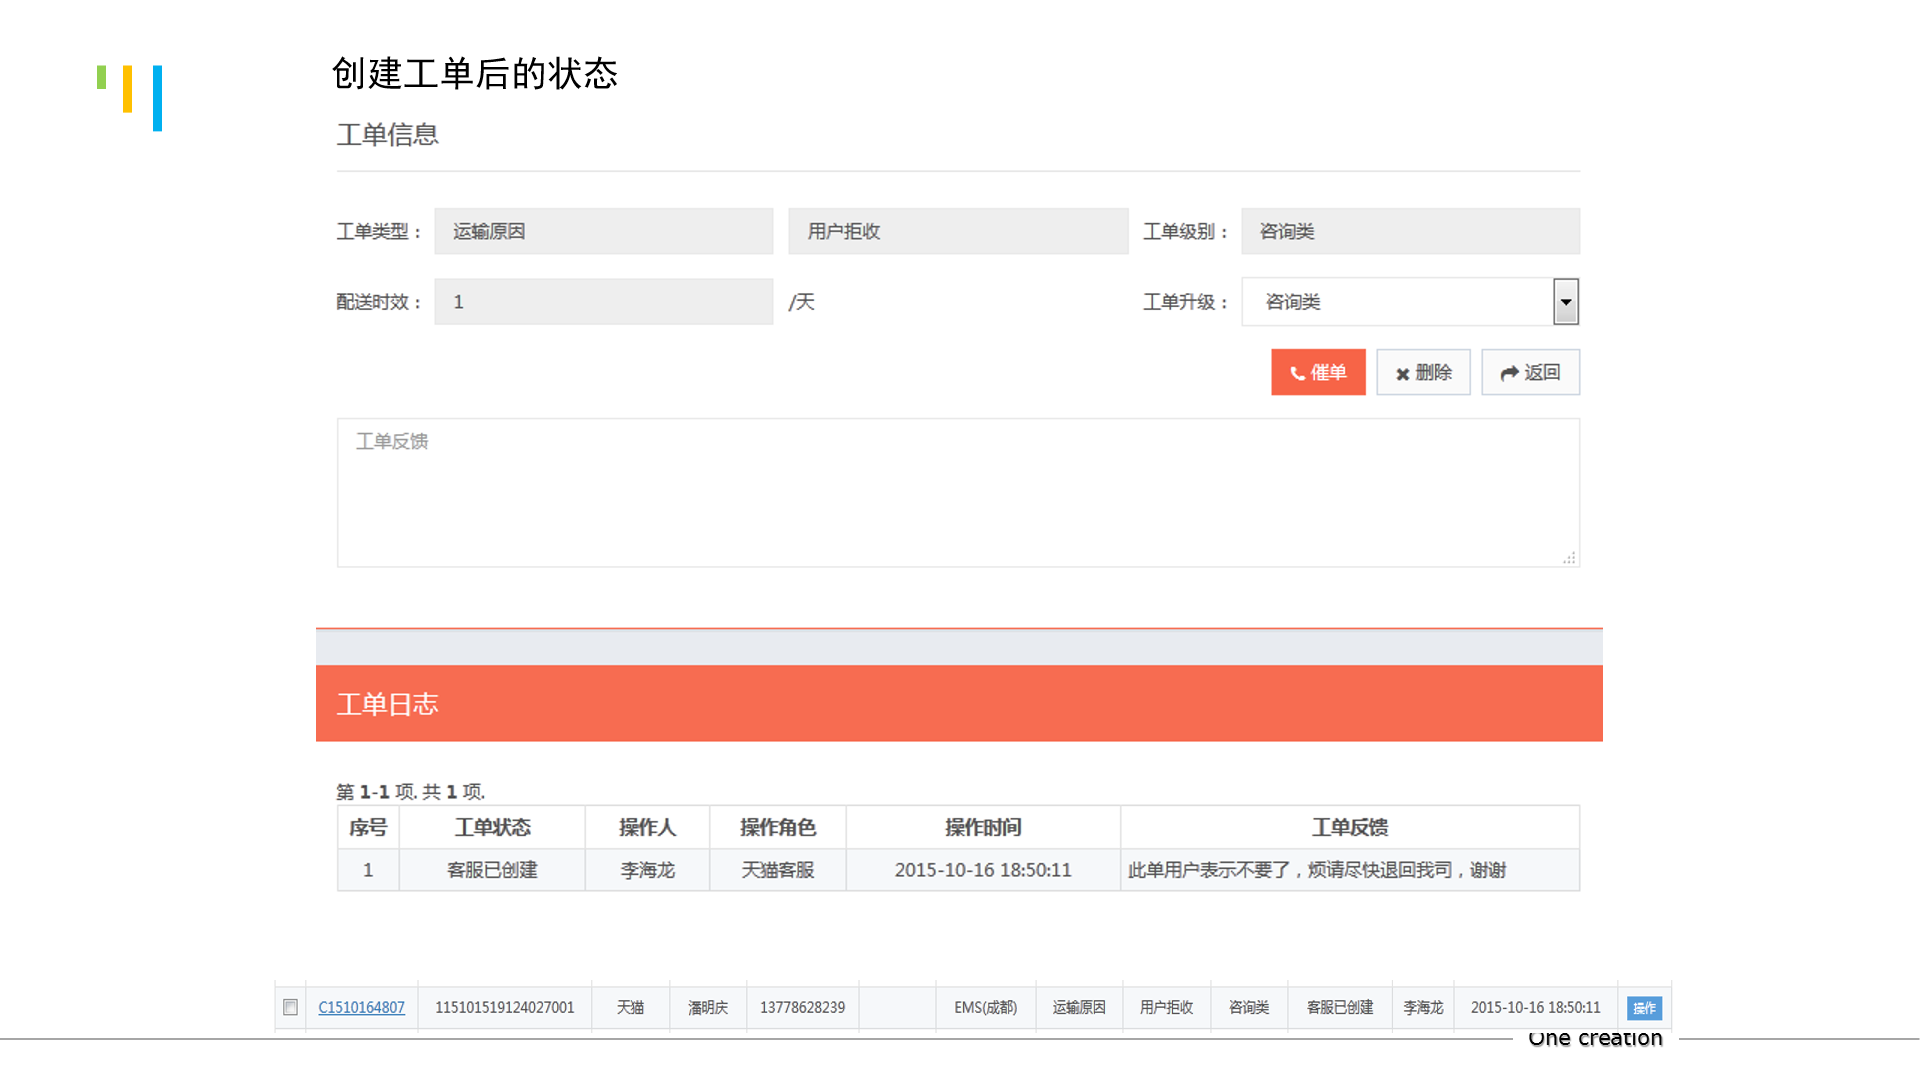 创建工单后的状态
工单信息
工单类型： 运输原因 用户拒收 工单级别： 咨询类
配送时效： 1 /天 工单升级： 咨询类
催单 删除 返回
工单反馈
工单日志
第 1-1 项. 共 1 项.
序号 工单状态 操作人 操作角色 操作时间 工单反馈
1 客服已创建 李海龙 天猫客服 2015-10-16 18:50:11 此单用户表示不要了，烦请尽快退回我司，谢谢
C1510164807 115101519124027001 天猫 潘明庆 13778628239 EMS(成都) 运输原因 用户拒收 咨询类 客服已创建 李海龙 2015-10-16 18:50:11 操作
One creation